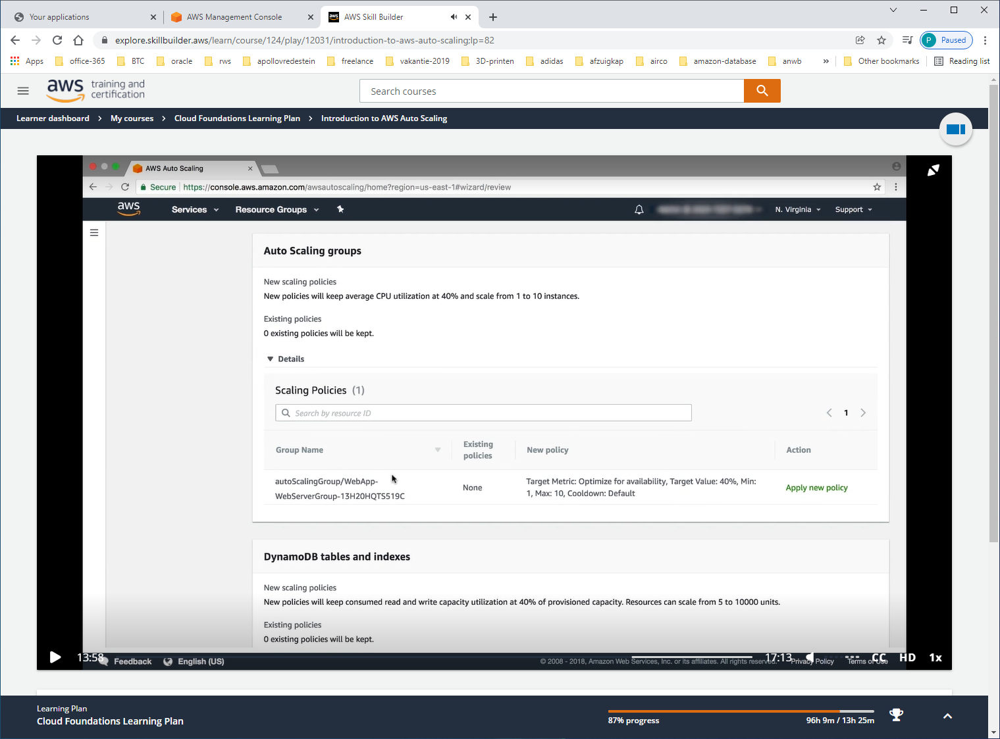 Your applications
AWS Management Console
AWS Skill Builder
explore.skillbuilder.aws/learn/course/124/play/12031/introduction-to-aws-auto-scaling;lp=82
P Paused
Apps office-365 BTC oracle rws apollovredestein freelance vakantie-2019 3D-printen adidas afzuigkap airco amazon-database anwb » Other bookmarks Reading list
aws training and
certification
Search courses
Learner dashboard > My courses > Cloud Foundations Learning Plan > Introduction to AWS Auto Scaling
AWS Auto Scaling
Secure https://console.aws.amazon.com/awsautoscaling/home?region=us-east-1#wizard/review
aws Services Resource Groups N. Virginia Support
Auto Scaling groups
New scaling policies
New policies will keep average CPU utilization at 40% and scale from 1 to 10 instances.
Existing policies
0 existing policies will be kept.
Details
Scaling Policies (1)
Search by resource ID
1
Group Name Existing policies New policy Action
autoScalingGroup/WebApp-
WebServerGroup-13H20HQTS519C
None
Target Metric: Optimize for availability, Target Value: 40%, Min:
1, Max: 10, Cooldown: Default
Apply new policy
DynamoDB tables and indexes
New scaling policies
New policies will keep consumed read and write capacity utilization at 40% of provisioned capacity. Resources can scale from 5 to 10000 units.
Existing policies
0 existing policies will be kept.
13:58
Feedback English (US)
© 2008 - 2018, Amazon Web Services, Inc. or its affiliates. All rights reserved. Privacy Policy Terms of Use
17:13 CC HD 1x
Learning Plan
Cloud Foundations Learning Plan
87% progress
96h 9m / 13h 25m